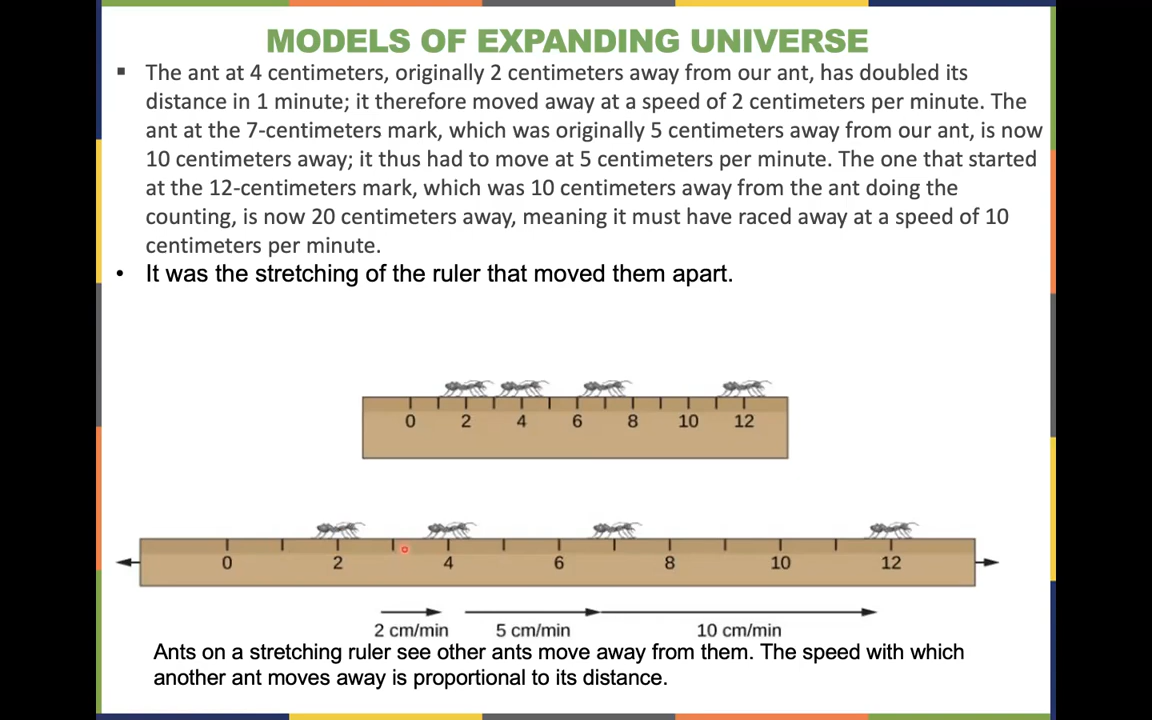 MODELS OF EXPANDING UNIVERSE
▪ The ant at 4 centimeters, originally 2 centimeters away from our ant, has doubled its
distance in 1 minute; it therefore moved away at a speed of 2 centimeters per minute. The
ant at the 7-centimeters mark, which was originally 5 centimeters away from our ant, is now
10 centimeters away; it thus had to move at 5 centimeters per minute. The one that started
at the 12-centimeters mark, which was 10 centimeters away from the ant doing the
counting, is now 20 centimeters away, meaning it must have raced away at a speed of 10
centimeters per minute.
• It was the stretching of the ruler that moved them apart.
0 2 4 6 8 10 12
0 2 4 6 8 10 12
2 cm/min 5 cm/min 10 cm/min
Ants on a stretching ruler see other ants move away from them. The speed with which
another ant moves away is proportional to its distance.